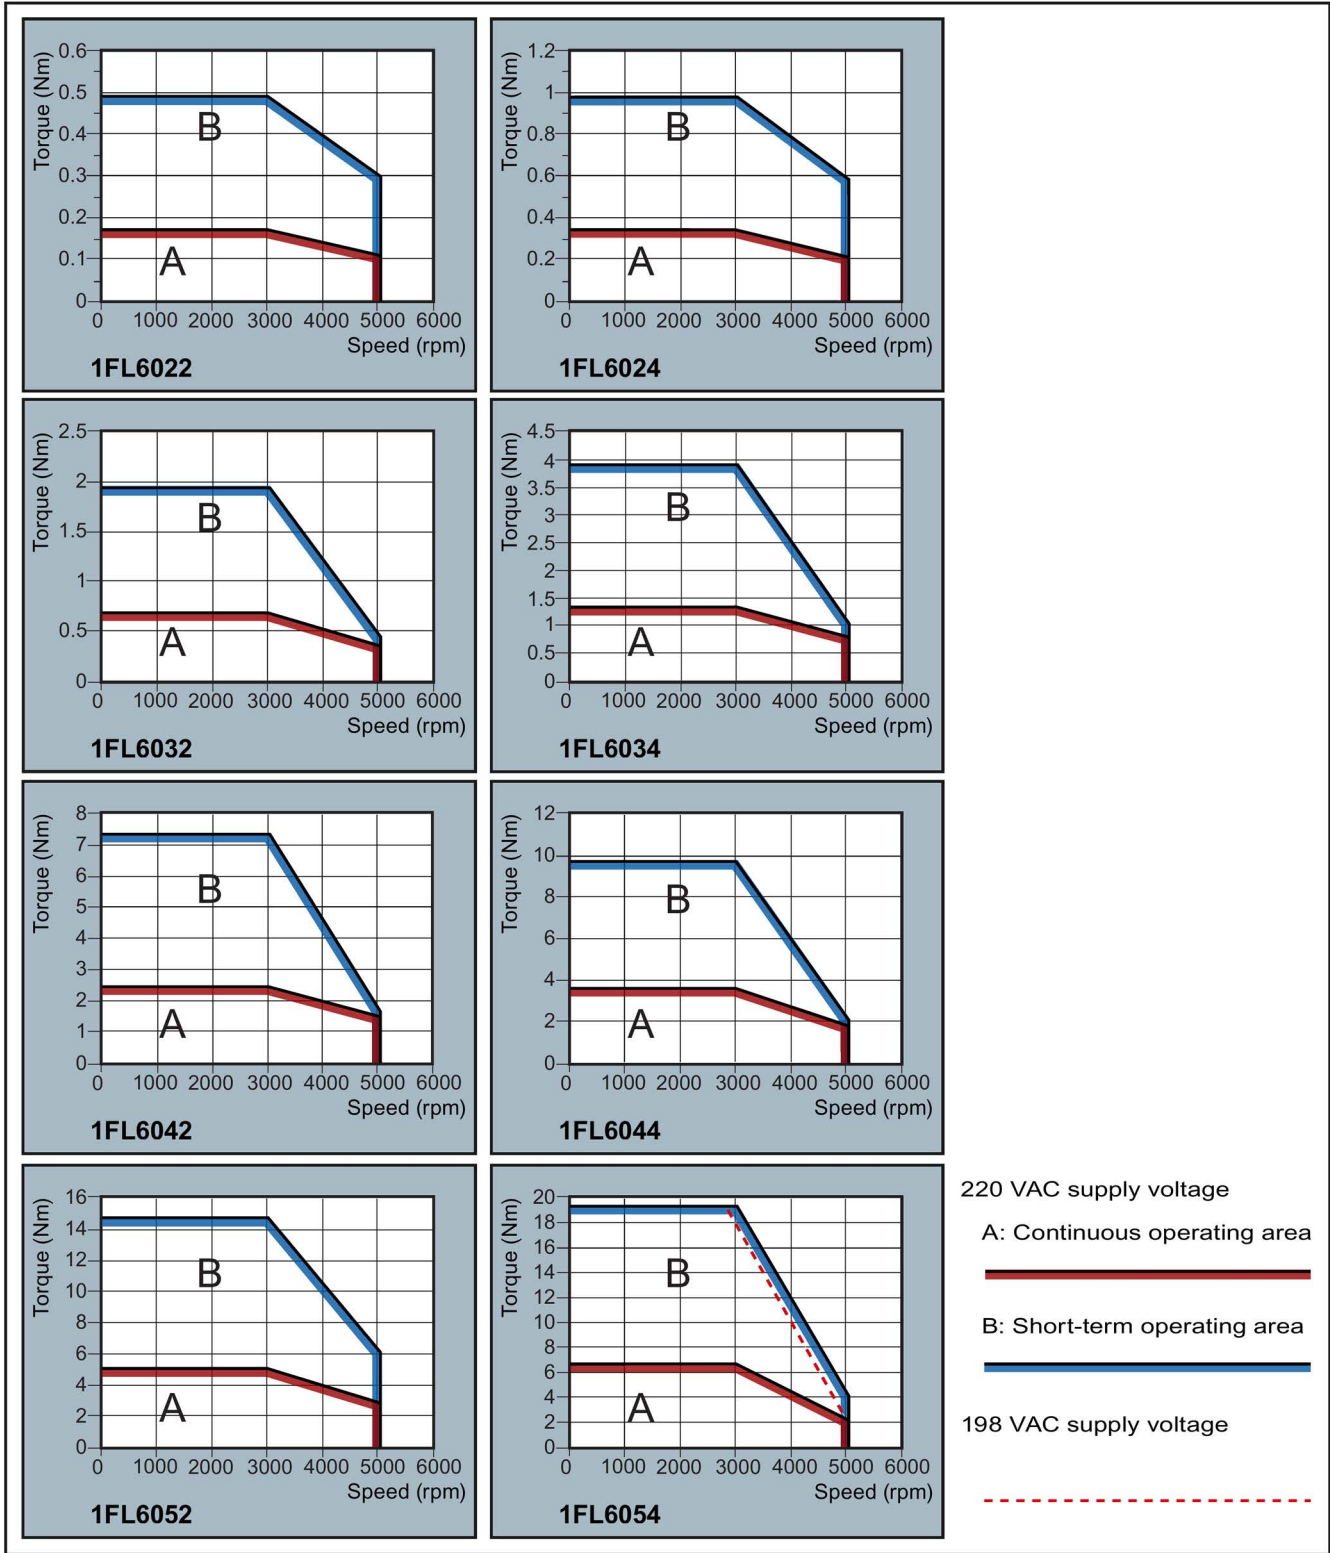 Torque (Nm)
0.6
0.5
0.4
0.3
0.2
0.1
0
B
A
0 1000 2000 3000 4000 5000 6000
Speed (rpm)
1FL6022
Torque (Nm)
1.2
1
0.8
0.6
0.4
0.2
0
B
A
0 1000 2000 3000 4000 5000 6000
Speed (rpm)
1FL6024
Torque (Nm)
2.5
2
1.5
1
0.5
0
B
A
0 1000 2000 3000 4000 5000 6000
Speed (rpm)
1FL6032
Torque (Nm)
4.5
4
3.5
3
2.5
2
1.5
1
0.5
0
B
A
0 1000 2000 3000 4000 5000 6000
Speed (rpm)
1FL6034
Torque (Nm)
8
7
6
5
4
3
2
1
0
B
A
0 1000 2000 3000 4000 5000 6000
Speed (rpm)
1FL6042
Torque (Nm)
12
10
8
6
4
2
0
B
A
0 1000 2000 3000 4000 5000 6000
Speed (rpm)
1FL6044
Torque (Nm)
16
14
12
10
8
6
4
2
0
B
A
0 1000 2000 3000 4000 5000 6000
Speed (rpm)
1FL6052
Torque (Nm)
20
18
16
14
12
10
8
6
4
2
0
B
A
0 1000 2000 3000 4000 5000 6000
Speed (rpm)
1FL6054
220 VAC supply voltage
A: Continuous operating area
B: Short-term operating area
198 VAC supply voltage